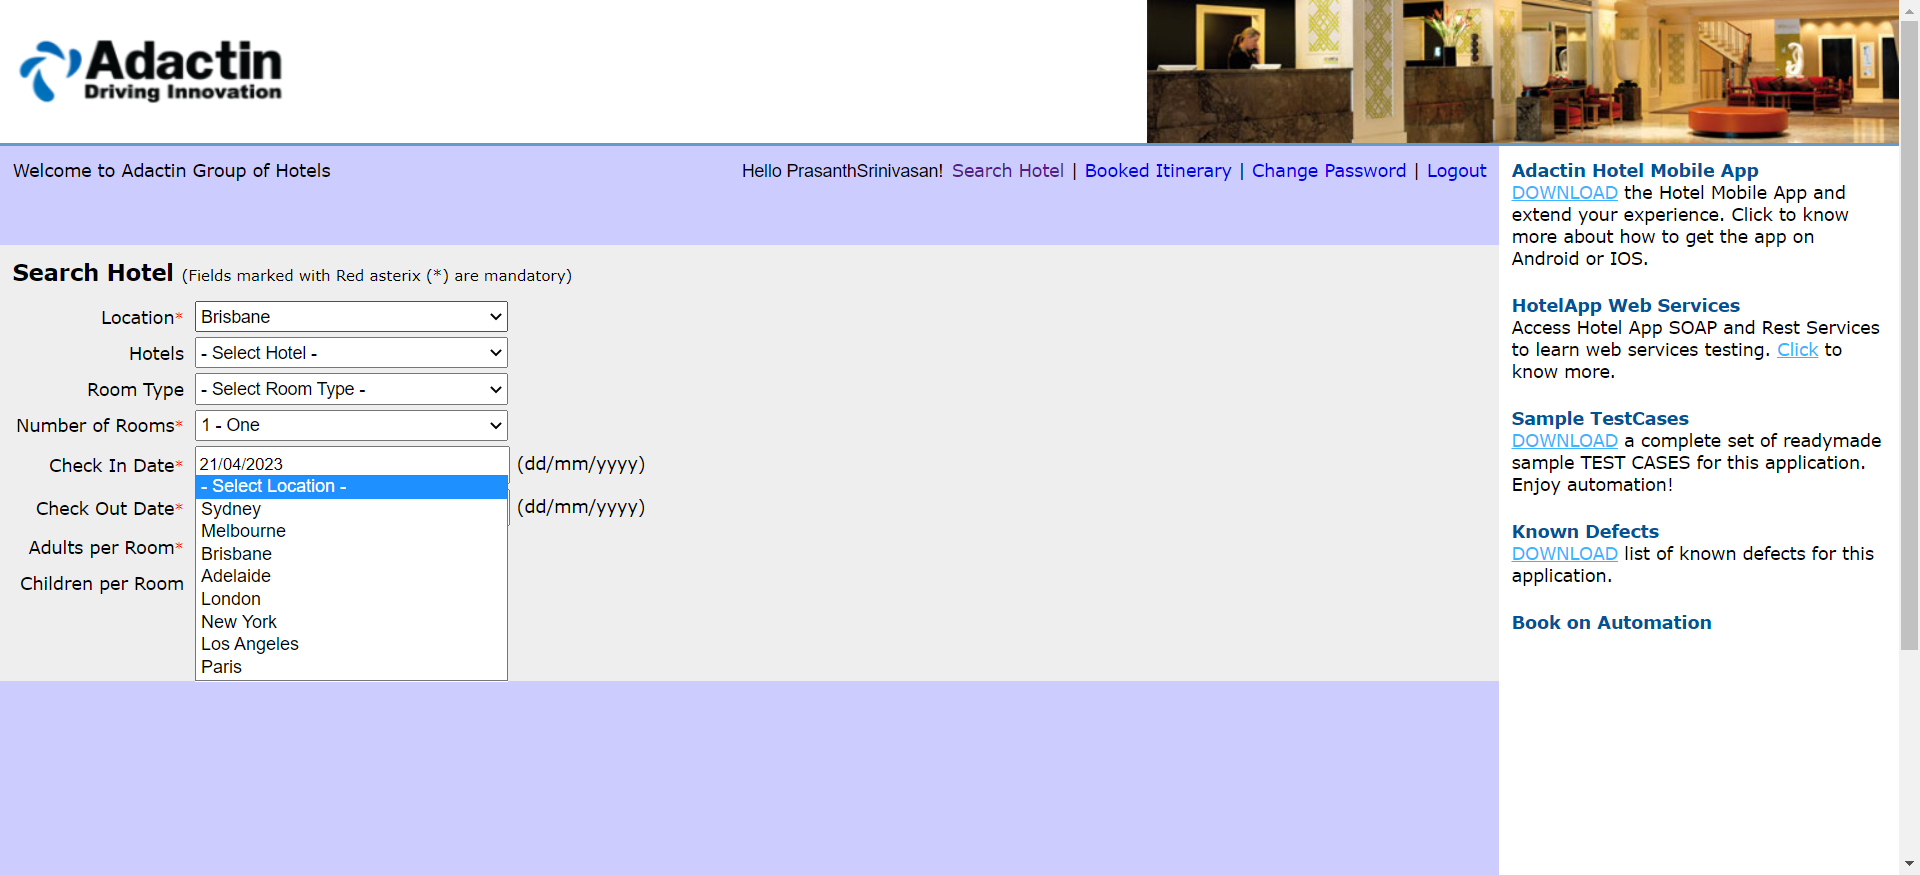 Adactin
Driving Innovation
Welcome to Adactin Group of Hotels
Hello PrasanthSrinivasan! Search Hotel | Booked Itinerary | Change Password | Logout
Search Hotel (Fields marked with Red asterix (*) are mandatory)
Location* Brisbane
Hotels - Select Hotel -
Room Type - Select Room Type -
Number of Rooms* 1 - One
Check In Date* 21/04/2023 (dd/mm/yyyy)
- Select Location -
Check Out Date* (dd/mm/yyyy)
Sydney
Melbourne
Adults per Room*
Brisbane
Adelaide
Children per Room
London
New York
Los Angeles
Paris
Adactin Hotel Mobile App
DOWNLOAD the Hotel Mobile App and
extend your experience. Click to know
more about how to get the app on
Android or IOS.
HotelApp Web Services
Access Hotel App SOAP and Rest Services
to learn web services testing. Click to
know more.
Sample TestCases
DOWNLOAD a complete set of readymade
sample TEST CASES for this application.
Enjoy automation!
Known Defects
DOWNLOAD list of known defects for this
application.
Book on Automation